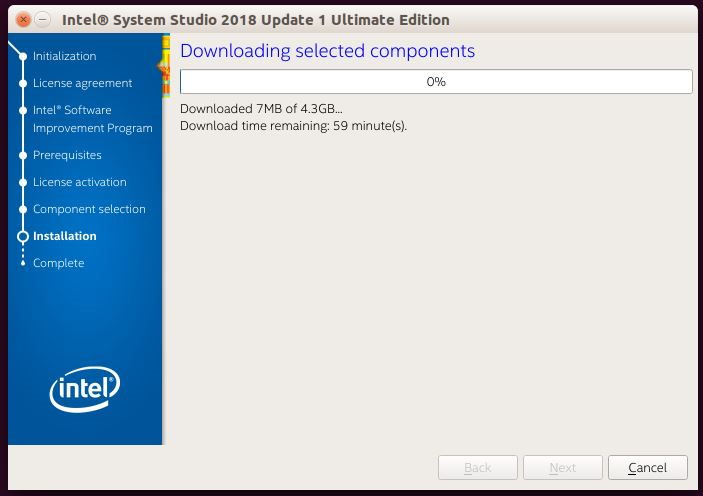 Intel® System Studio 2018 Update 1 Ultimate Edition
Initialization
License agreement
Intel® Software
Improvement Program
Prerequisites
License activation
Component selection
Installation
Complete
intel®
Downloading selected components
0%
Downloaded 7MB of 4.3GB...
Download time remaining: 59 minute(s).
Back
Next
Cancel